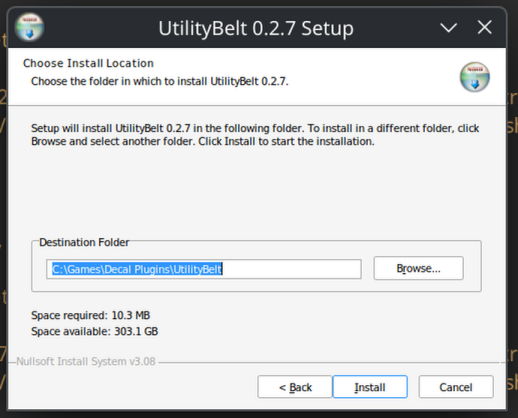 UtilityBelt 0.2.7 Setup
Choose Install Location
Choose the folder in which to install UtilityBelt 0.2.7.
Setup will install UtilityBelt 0.2.7 in the following folder. To install in a different folder, click
Browse and select another folder. Click Install to start the installation.
Destination Folder
C:\Games\Decal Plugins\UtilityBelt
Browse...
Space required: 10.3 MB
Space available: 303.1 GB
Nullsoft Install System v3.08
< Back
Install
Cancel